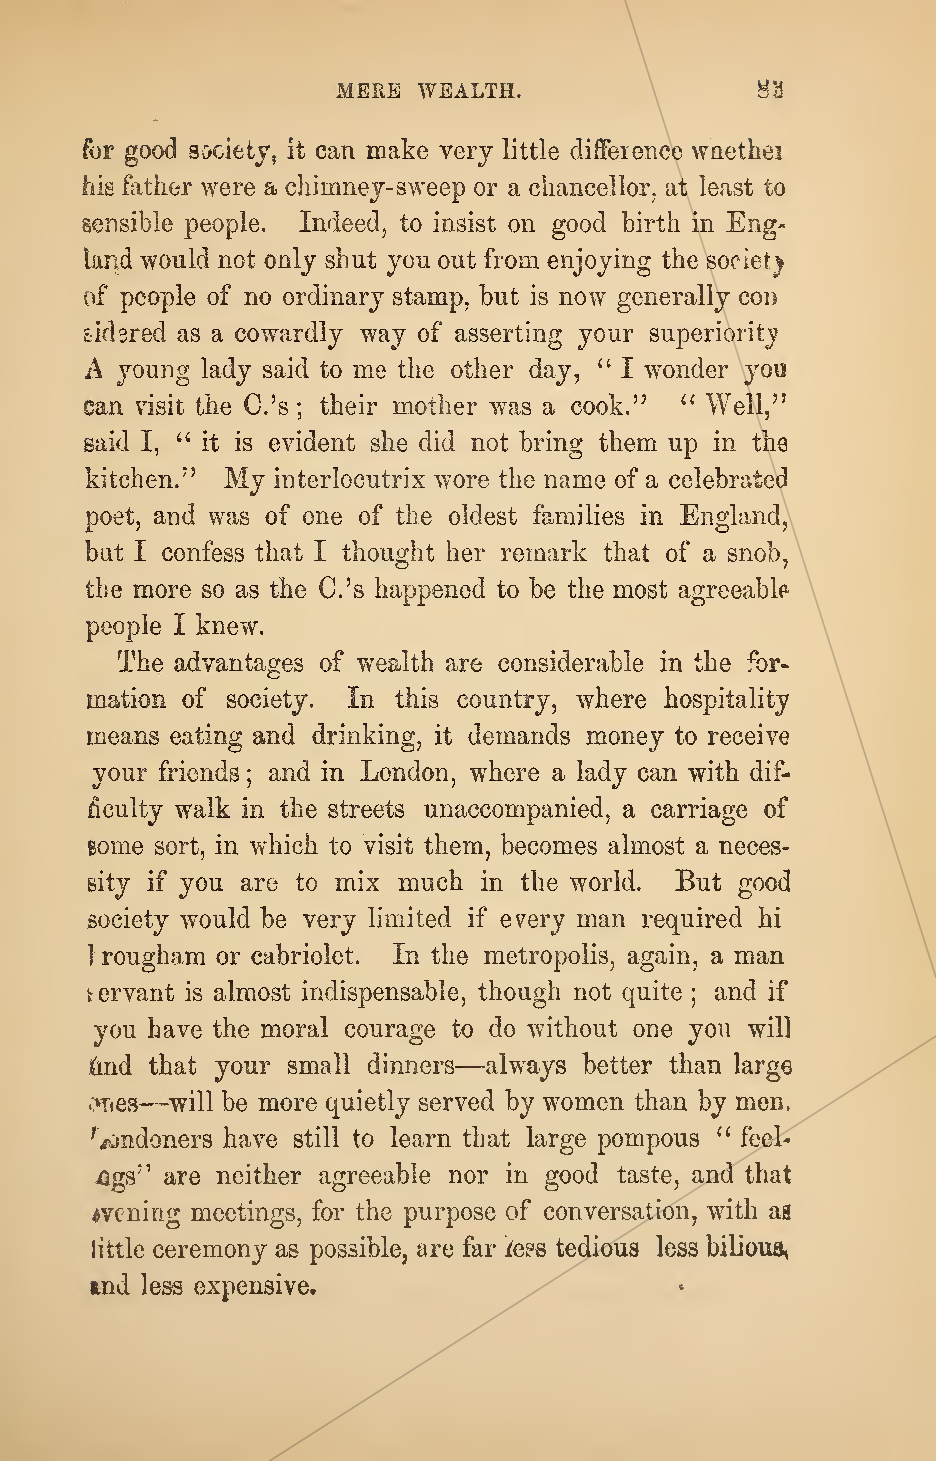 MERE WEALTH. 83
for good society, it can make very little difference whether
his father were a chimney-sweep or a chancellor, at least to
sensible people. Indeed, to insist on good birth in Eng-
land would not only shut you out from enjoying the society
of people of no ordinary stamp, but is now generally con
sidered as a cowardly way of asserting your superiority
A young lady said to me the other day, “ I wonder you
can visit the C.’s ; their mother was a cook.” “ Well,”
said I, “ it is evident she did not bring them up in the
kitchen.” My interlocutrix wore the name of a celebrated
poet, and was of one of the oldest families in England,
but I confess that I thought her remark that of a snob,
the more so as the C.’s happened to be the most agreeable
people I knew.
The advantages of wealth are considerable in the for-
mation of society. In this country, where hospitality
means eating and drinking, it demands money to receive
your friends ; and in London, where a lady can with dif-
ficulty walk in the streets unaccompanied, a carriage of
some sort, in which to visit them, becomes almost a neces-
sity if you are to mix much in the world. But good
society would be very limited if every man required hi
brougham or cabriolet. In the metropolis, again, a man
servant is almost indispensable, though not quite ; and if
you have the moral courage to do without one you will
find that your small dinners—always better than large
ones—will be more quietly served by women than by men.
Londoners have still to learn that large pompous “ feed-
ings” are neither agreeable nor in good taste, and that
evening meetings, for the purpose of conversation, with as
little ceremony as possible, are far less tedious less bilious,
and less expensive.